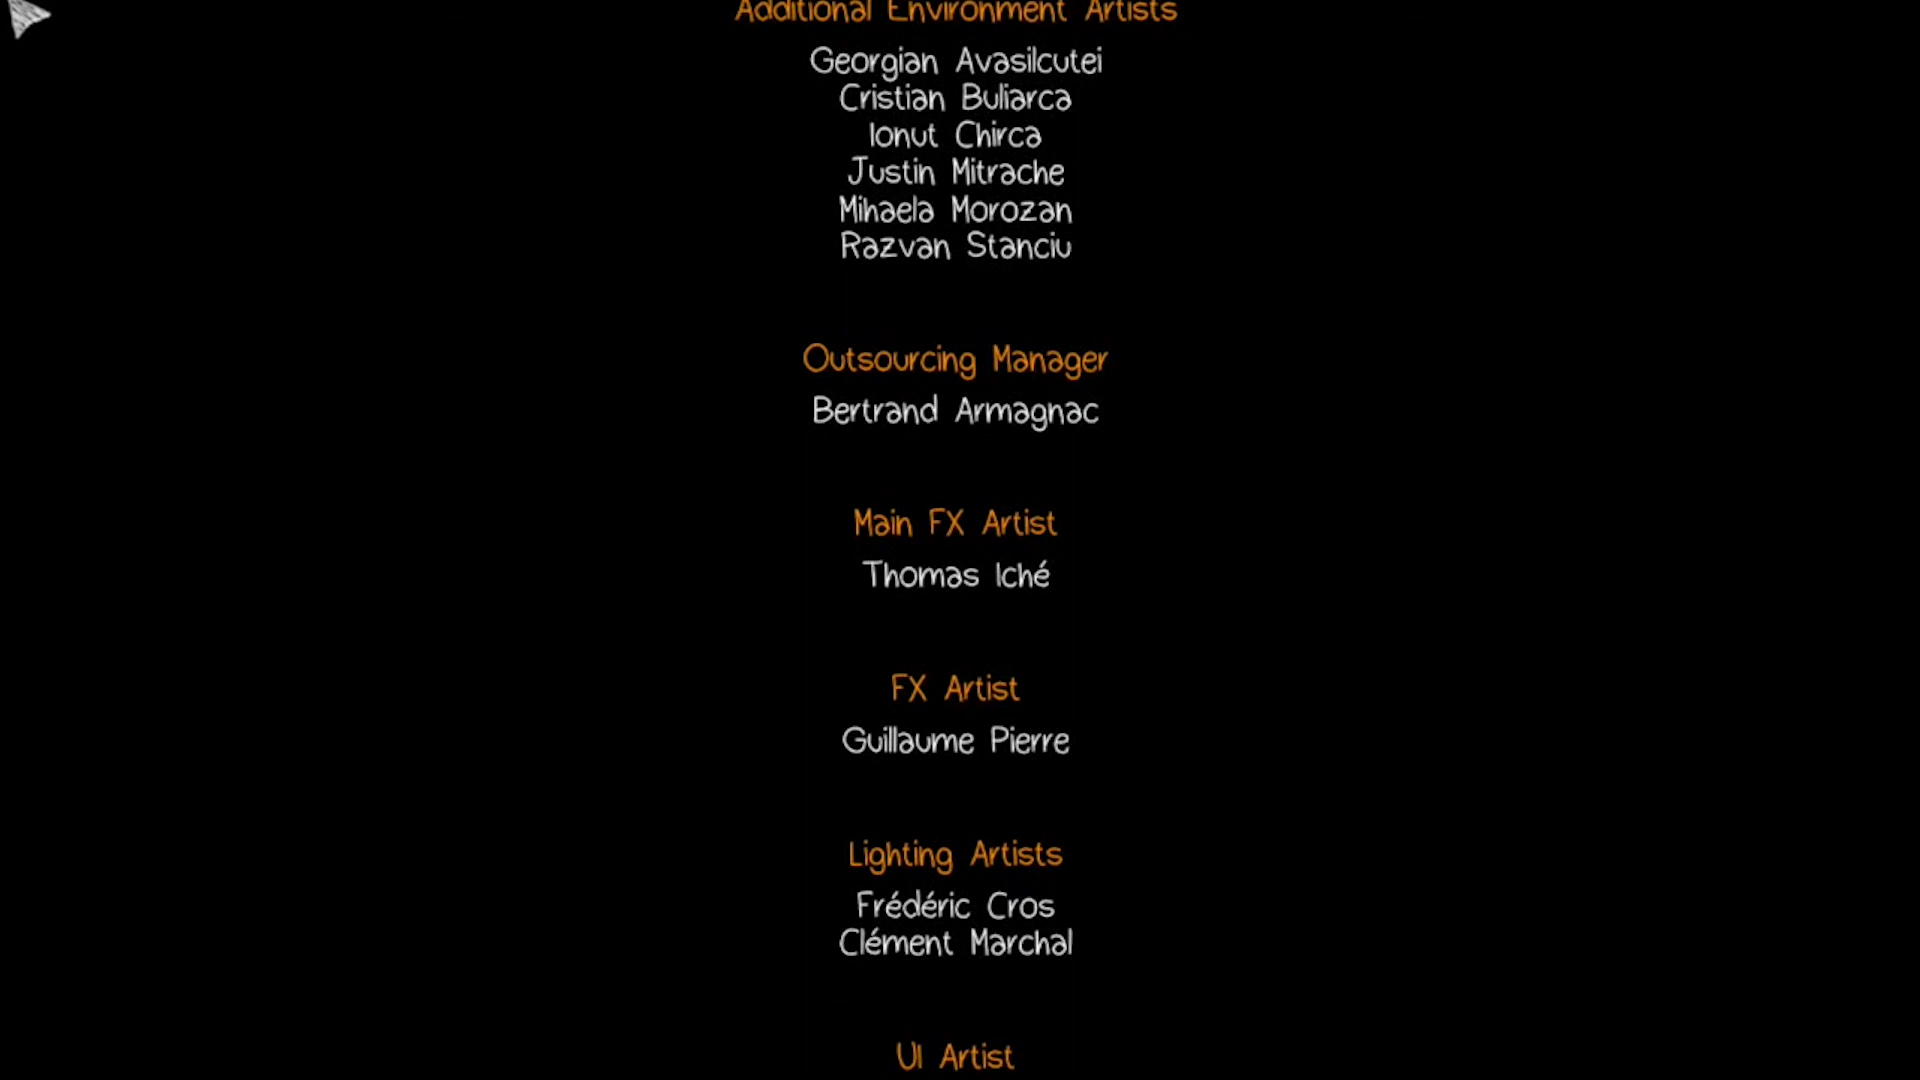 Additional Environment Artists
Georgian Avasilcutei
Cristian Buliarca
Ionut Chirca
Justin Mitrache
Mihaela Morozan
Razvan Stanciu
Outsourcing Manager
Bertrand Armagnac
Main FX Artist
Thomas Iché
FX Artist
Guillaume Pierre
Lighting Artists
Frédéric Cros
Clément Marchal
UI Artist